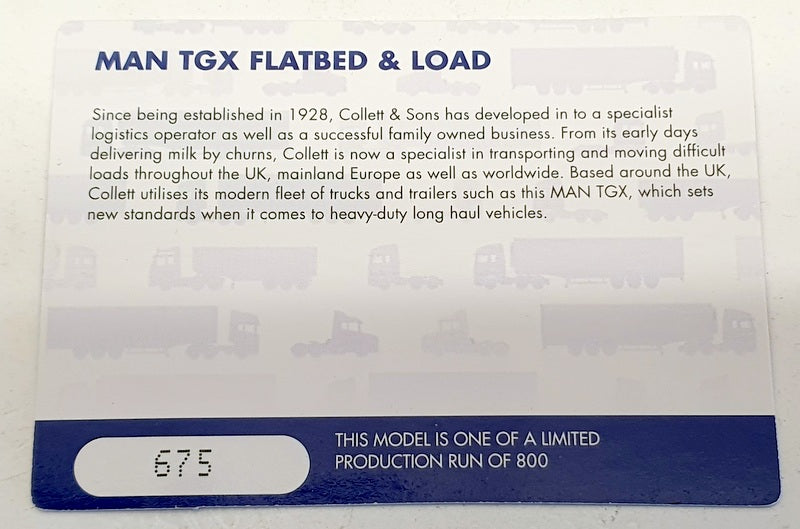 MAN TGX FLATBED & LOAD
Since being established in 1928, Collett & Sons has developed in to a specialist
logistics operator as well as a successful family owned business. From its early days
delivering milk by churns, Collett is now a specialist in transporting and moving difficult
loads throughout the UK, mainland Europe as well as worldwide. Based around the UK,
Collett utilises its modern fleet of trucks and trailers such as this MAN TGX, which sets
new standards when it comes to heavy-duty long haul vehicles.
675
THIS MODEL IS ONE OF A LIMITED
PRODUCTION RUN OF 800